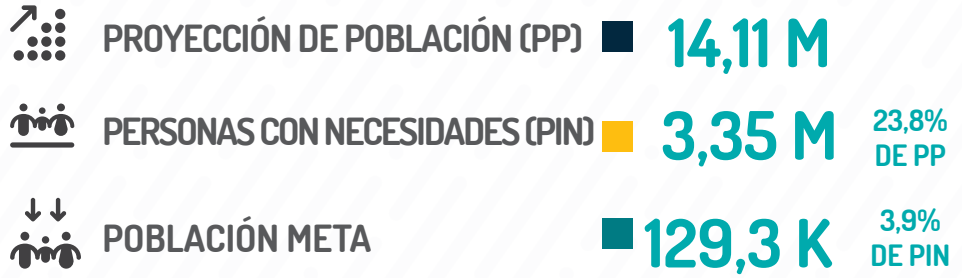 PROYECCIÓN DE POBLACIÓN (PP) 14,11 M
PERSONAS CON NECESIDADES (PIN) 3,35 M 23,8%
DE PP
POBLACIÓN META 129,3 K 3,9%
DE PIN